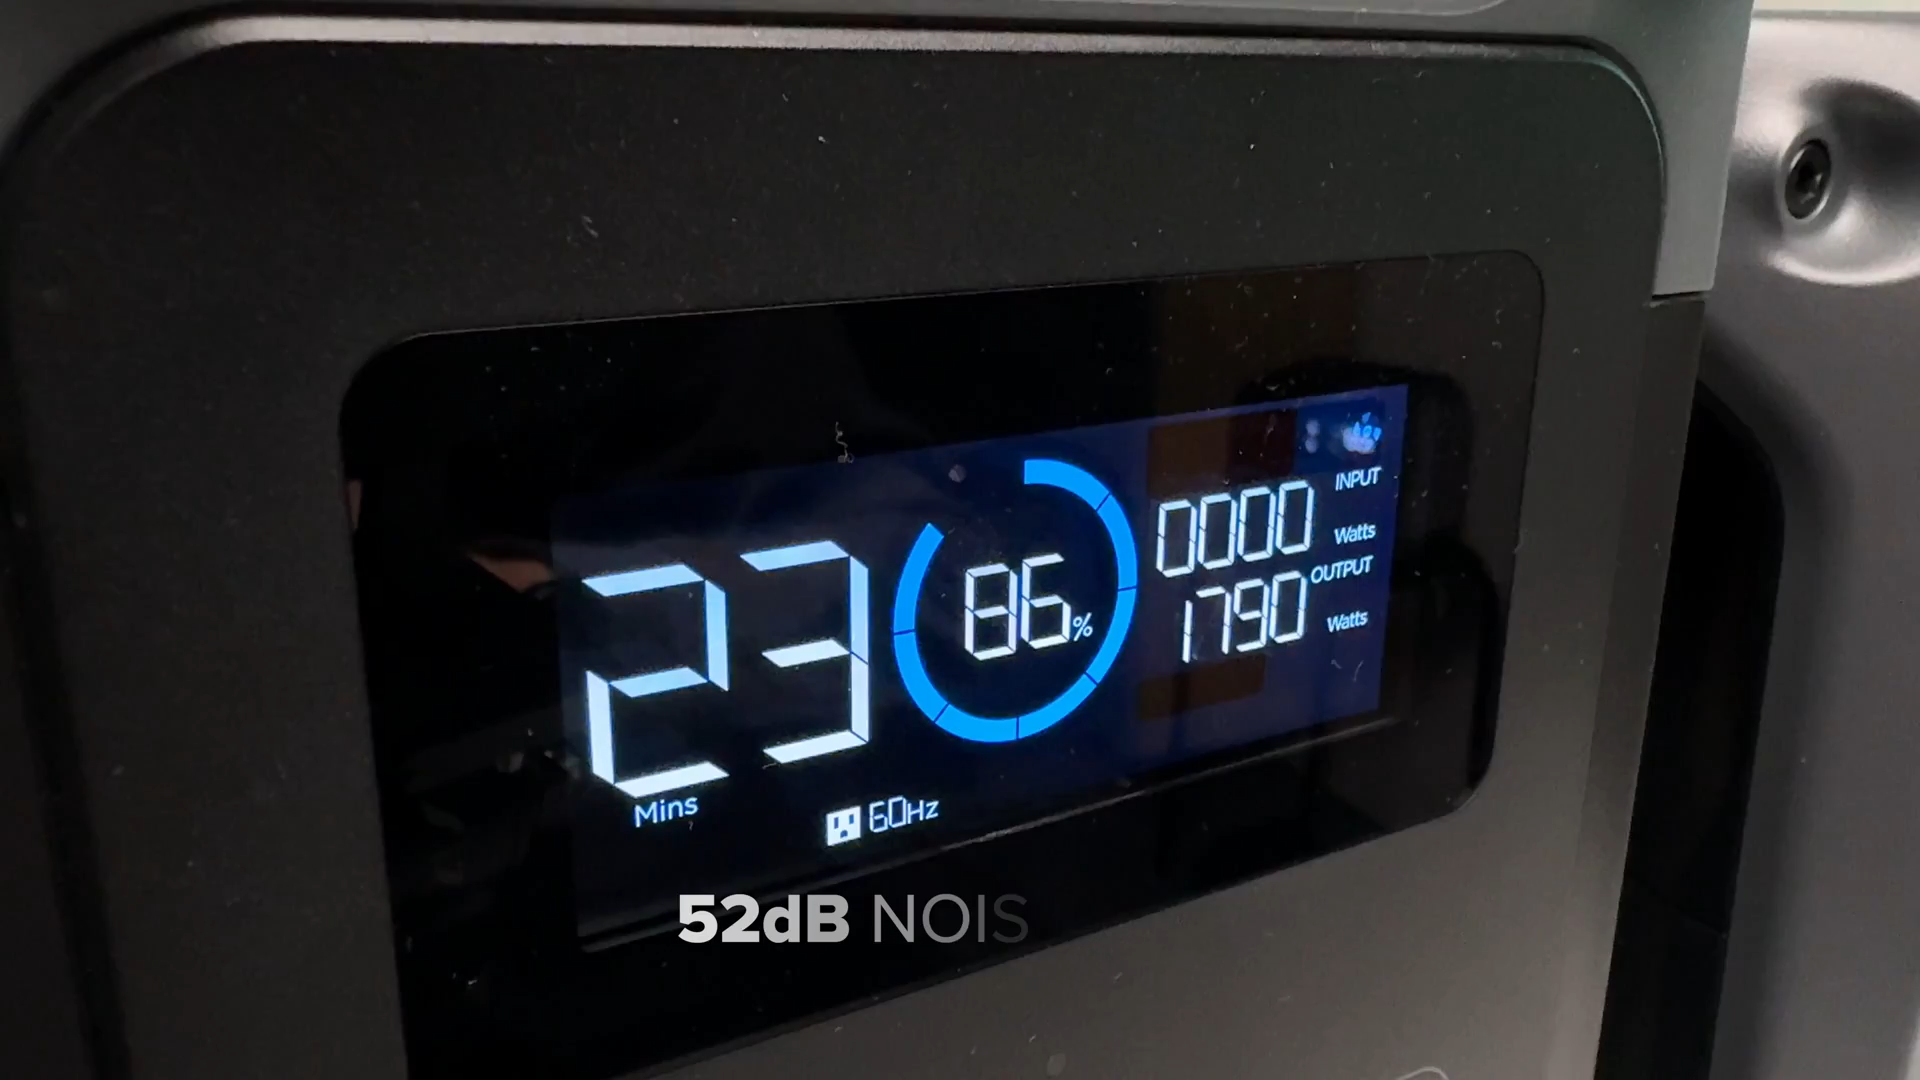 INPUT
0000 Watts
OUTPUT
1790 Watts
86%
23
Mins
60Hz
52dB NOIS